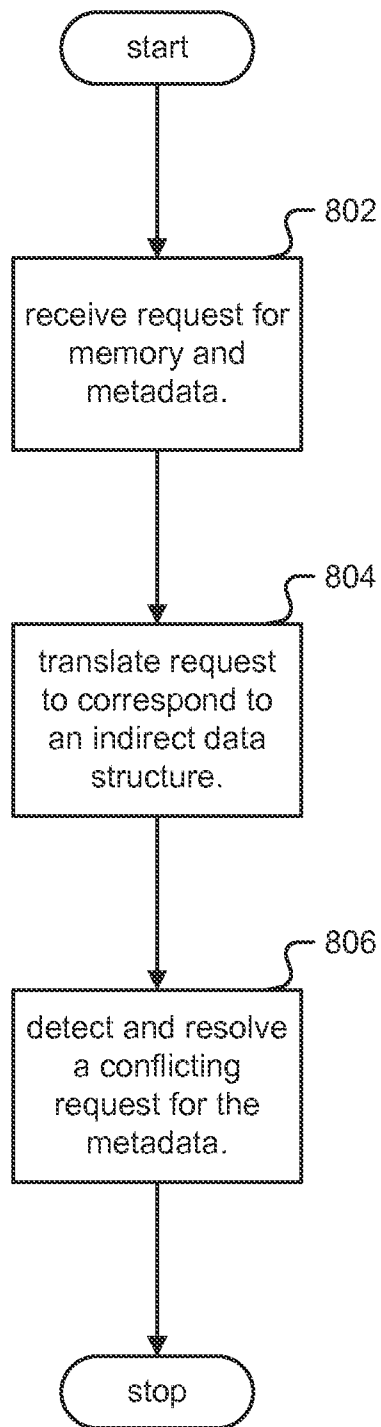 start
802
receive request for
memory and
metadata.
804
translate request
to correspond to
an indirect data
structure.
806
detect and resolve
a conflicting
request for the
metadata.
stop